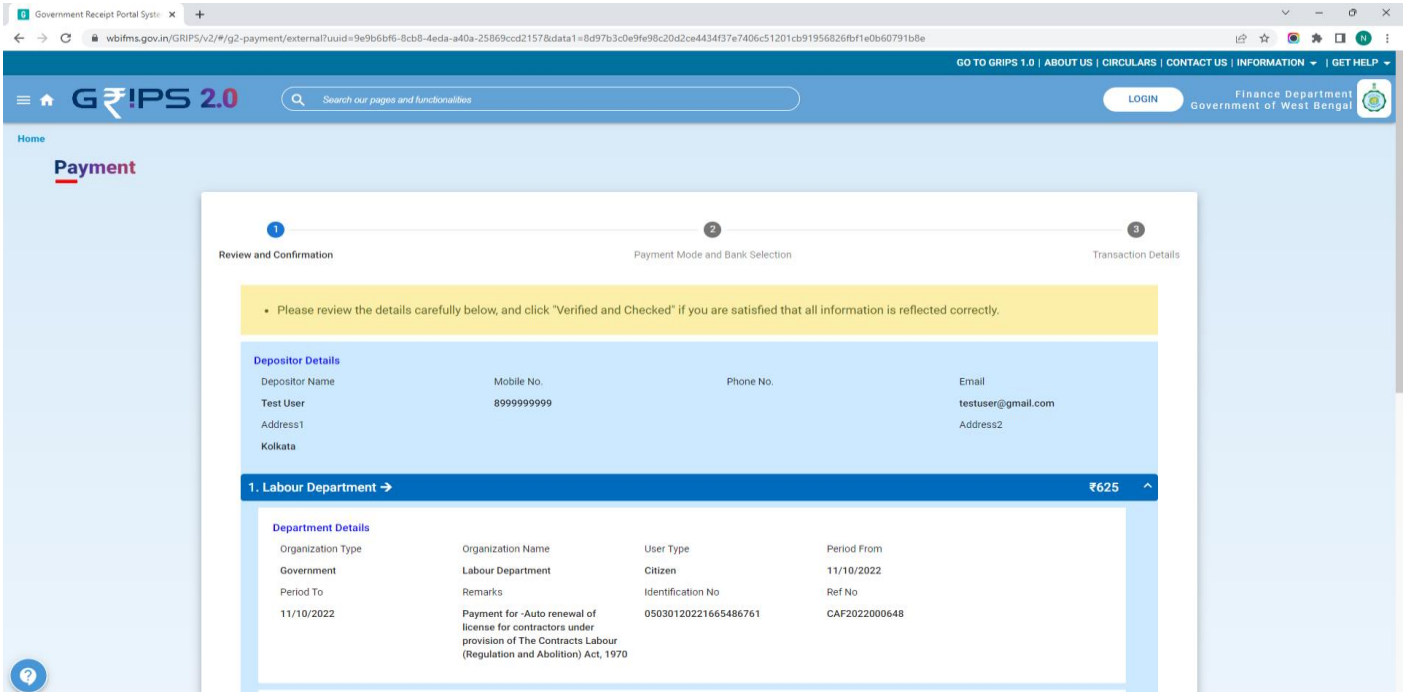 Government Receipt Portal Syste
wbifms.gov.in/GRIPS/v2/#/g2-payment/external?uuid=9e9b6bf6-8cb8-4eda-a40a-25869ccd2157&data1=8d97b3c0e9fe98c20d2ce4434f37e7406c51201cb91956826fbf1e0b60791b8e
N
GO TO GRIPS 1.0 | ABOUT US | CIRCULARS | CONTACT US | INFORMATION | GET HELP
G₹!PS 2.0
Search our pages and functionalities
LOGIN
Finance Department
Government of West Bengal
Home
Payment
1 2 3
Review and Confirmation Payment Mode and Bank Selection Transaction Details
• Please review the details carefully below, and click "Verified and Checked" if you are satisfied that all information is reflected correctly.
Depositor Details
Depositor Name Mobile No. Phone No. Email
Test User 8999999999 testuser@gmail.com
Address1 Address2
Kolkata
1. Labour Department → ₹625
Department Details
Organization Type Organization Name User Type Period From
Government Labour Department Citizen 11/10/2022
Period To Remarks Identification No Ref No
11/10/2022 Payment for -Auto renewal of 05030120221665486761 CAF2022000648
license for contractors under
provision of The Contracts Labour
(Regulation and Abolition) Act, 1970
?